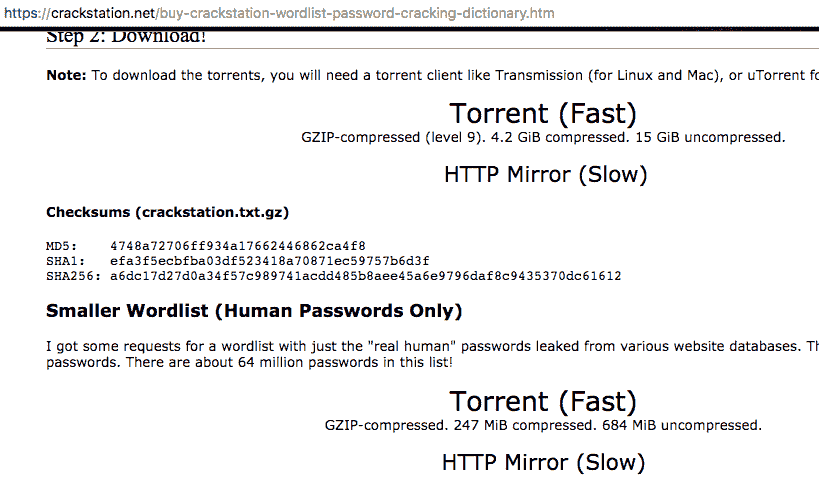 https://crackstation.net/buy-crackstation-wordlist-password-cracking-dictionary.htm
Step 2: Download!
Note: To download the torrents, you will need a torrent client like Transmission (for Linux and Mac), or uTorrent fo
Torrent (Fast)
GZIP-compressed (level 9). 4.2 GiB compressed. 15 GiB uncompressed.
HTTP Mirror (Slow)
Checksums (crackstation.txt.gz)
MD5: 4748a72706ff934a17662446862ca4f8
SHA1: efa3f5ecbfba03df523418a70871ec59757b6d3f
SHA256: a6dc17d27d0a34f57c989741acdd485b8aee45a6e9796daf8c9435370dc61612
Smaller Wordlist (Human Passwords Only)
I got some requests for a wordlist with just the "real human" passwords leaked from various website databases. Th
passwords. There are about 64 million passwords in this list!
Torrent (Fast)
GZIP-compressed. 247 MiB compressed. 684 MiB uncompressed.
HTTP Mirror (Slow)